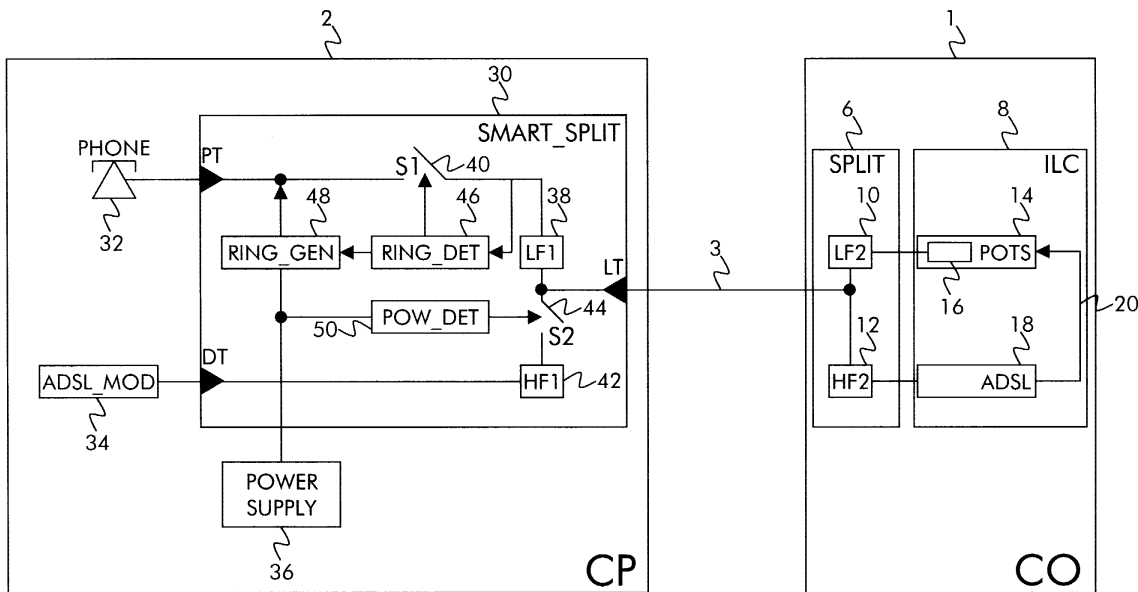 2
1
30
6
8
SMART_SPLIT
SPLIT
ILC
PHONE
PT
S1
40
48
46
38
10
14
32
RING_GEN
RING_DET
LF1
LT
3
LF2
POTS
16
50
POW_DET
44
S2
20
DT
12
18
ADSL_MOD
HF1
42
HF2
ADSL
34
POWER
SUPPLY
36
CP
CO